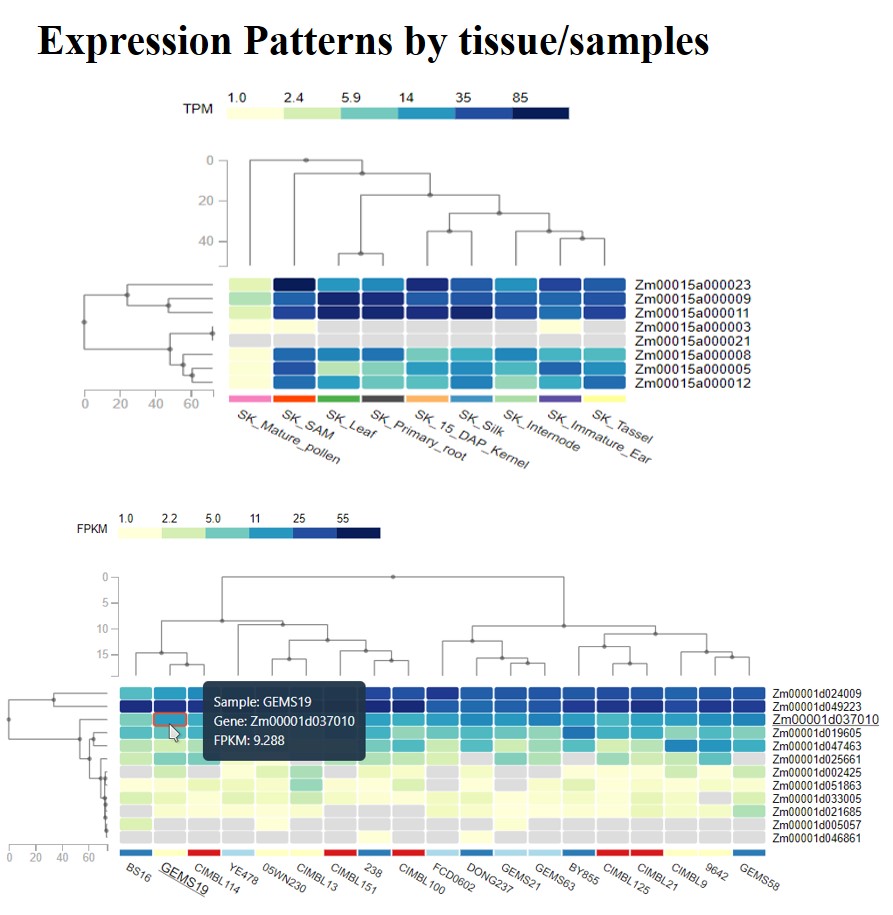 Expression Patterns by tissue/samples
TPM
1.0 2.4 5.9 14 35 85
0
20
40
Zm00015a000023
Zm00015a000009
Zm00015a000011
Zm00015a000003
Zm00015a000021
Zm00015a000008
Zm00015a000005
Zm00015a000012
0 20 40 60
SK_Mature_pollen
SK_SAM
SK_Leaf
SK_Primary_root
SK_15_DAP_Kernel
SK_Silk
SK_Internode
SK_Immature_Ear
SK_Tassel
FPKM
1.0 2.2 5.0 11 25 55
0
5
10
15
Sample: GEMS19
Gene: Zm00001d037010
FPKM: 9.288
Zm00001d024009
Zm00001d049223
Zm00001d037010
Zm00001d019605
Zm00001d047463
Zm00001d025661
Zm00001d002425
Zm00001d051863
Zm00001d033005
Zm00001d021685
Zm00001d005057
Zm00001d046861
0 20 40 60
BS16
GEMS19
CIMBL114
YE478
05WN230
CIMBL13
CIMBL151
238
CIMBL100
FCD0602
DONG237
GEMS21
GEMS63
BY855
CIMBL125
CIMBL21
CIMBL9
9642
GEMS58